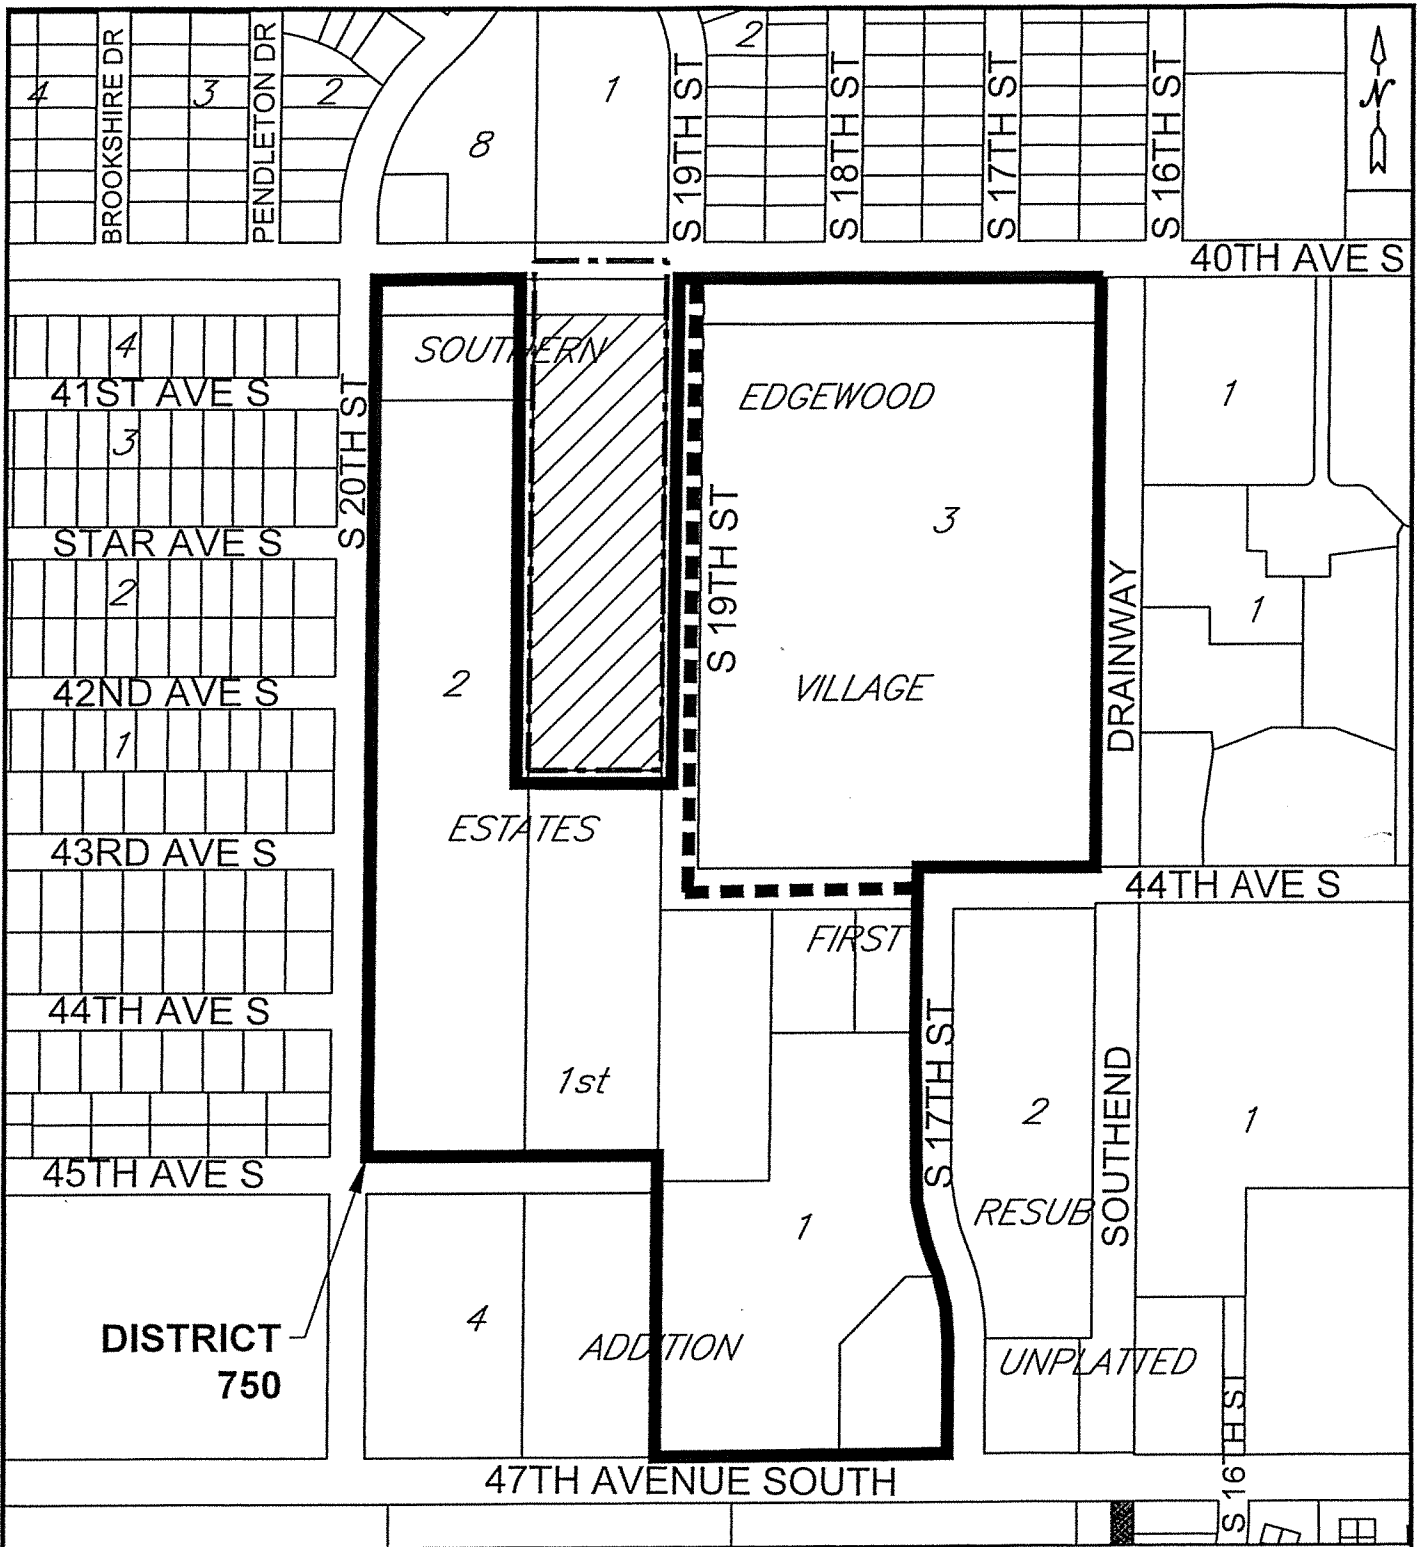 BROOKSHIRE DR
PENDLETON DR
4
3
2
8
1
2
S 19TH ST
S 18TH ST
S 17TH ST
S 16TH ST
N
40TH AVE S
4
41ST AVE S
3
STAR AVE S
2
42ND AVE S
1
43RD AVE S
44TH AVE S
45TH AVE S
S 20TH ST
SOUTHERN
2
ESTATES
1st
4
ADDITION
S 19TH ST
EDGEWOOD
3
VILLAGE
FIRST
1
DRAINWAY
1
1
44TH AVE S
S 17TH ST
2
RESUB
SOUTHEND
1
UNPLATTED
DISTRICT
750
47TH AVENUE SOUTH
S 16TH ST